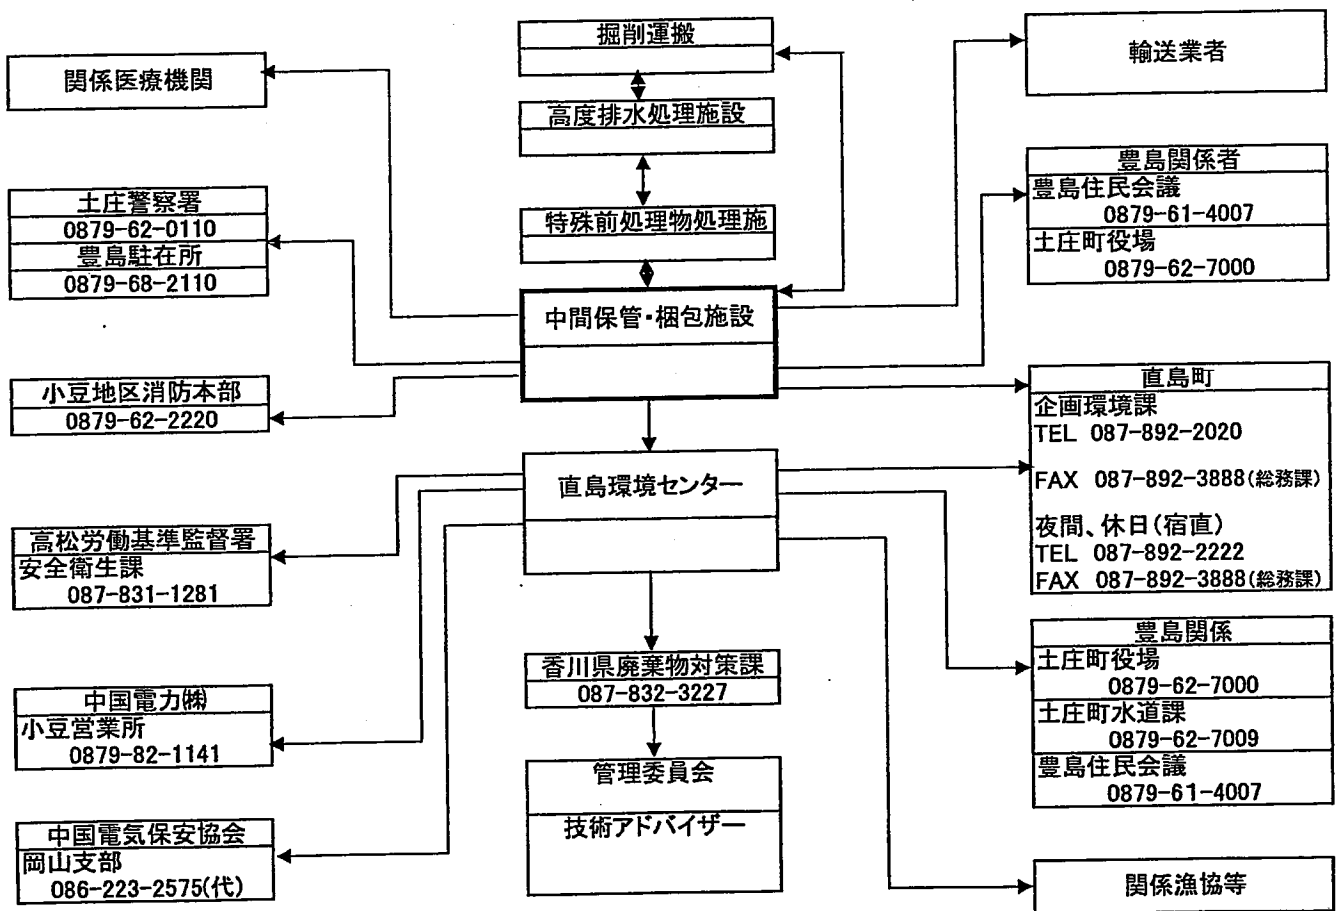 関係医療機関
土庄警察署
0879-62-0110
豊島駐在所
0879-68-2110
小豆地区消防本部
0879-62-2220
高松労働基準監督署
安全衛生課
087-831-1281
中国電力㈱
小豆営業所
0879-82-1141
中国電気保安協会
岡山支部
086-223-2575(代)
掘削運搬
高度排水処理施設
特殊前処理物処理施
中間保管・梱包施設
直島環境センター
香川県廃棄物対策課
087-832-3227
管理委員会
技術アドバイザー
輸送業者
豊島関係者
豊島住民会議
0879-61-4007
土庄町役場
0879-62-7000
直島町
企画環境課
TEL 087-892-2020
FAX 087-892-3888(総務課)
夜間、休日(宿直)
TEL 087-892-2222
FAX 087-892-3888(総務課)
豊島関係
土庄町役場
0879-62-7000
土庄町水道課
0879-62-7009
豊島住民会議
0879-61-4007
関係漁協等